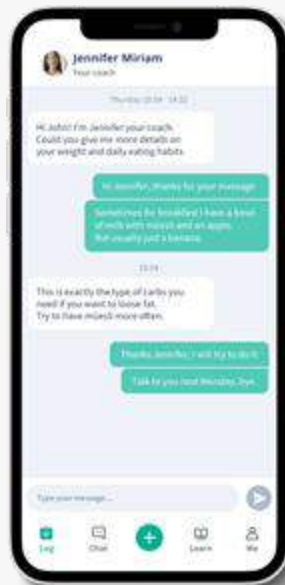 Jennifer Miriam
Your coach
Hi John! I'm Jennifer your coach.
Could you give me more details on
your weight and daily eating habits
Hi Jennifer, thanks for your message
Sometimes for breakfast I have a bowl
of milk with muesli and an apple.
But usually just a banana.
This is exactly the type of carbs you
need if you want to loose fat.
Try to have müesli more often.
Thanks, Jennifer, I will try to do it
Talk to you next Monday, bye.
Type your message...
Log
Chat
Learn
Me